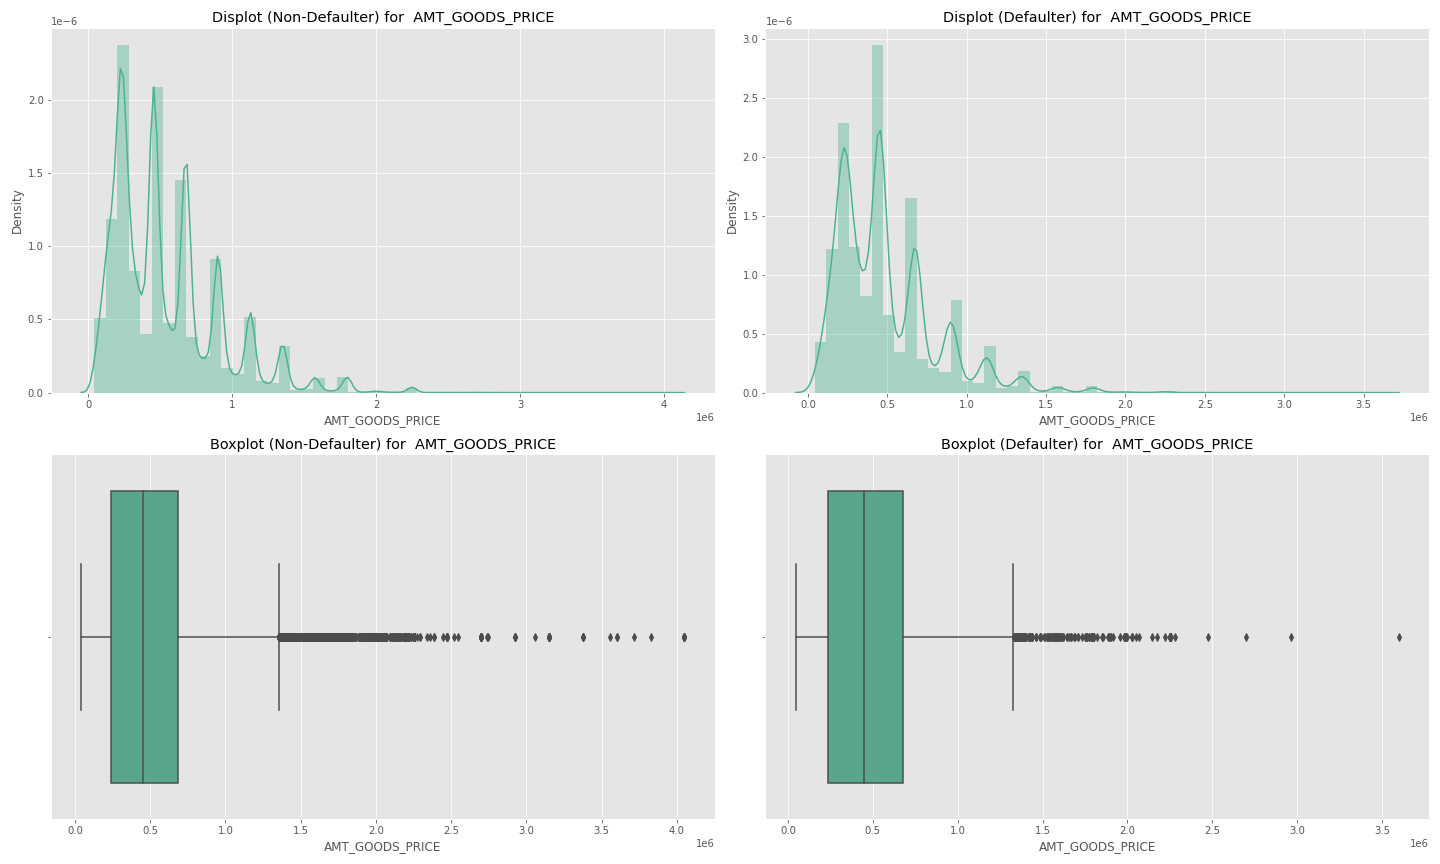 Displot (Non-Defaulter) for  AMT_GOODS_PRICE
1e−6
2.0
1.5
1.0
0.5
0.0
Density
0
1
2
3
4
1e6
AMT_GOODS_PRICE
Displot (Defaulter) for  AMT_GOODS_PRICE
1e−6
3.0
2.5
2.0
1.5
1.0
0.5
0.0
Density
0.0
0.5
1.0
1.5
2.0
2.5
3.0
3.5
1e6
AMT_GOODS_PRICE
Boxplot (Non-Defaulter) for  AMT_GOODS_PRICE
0.0
0.5
1.0
1.5
2.0
2.5
3.0
3.5
4.0
1e6
AMT_GOODS_PRICE
Boxplot (Defaulter) for  AMT_GOODS_PRICE
0.0
0.5
1.0
1.5
2.0
2.5
3.0
3.5
1e6
AMT_GOODS_PRICE